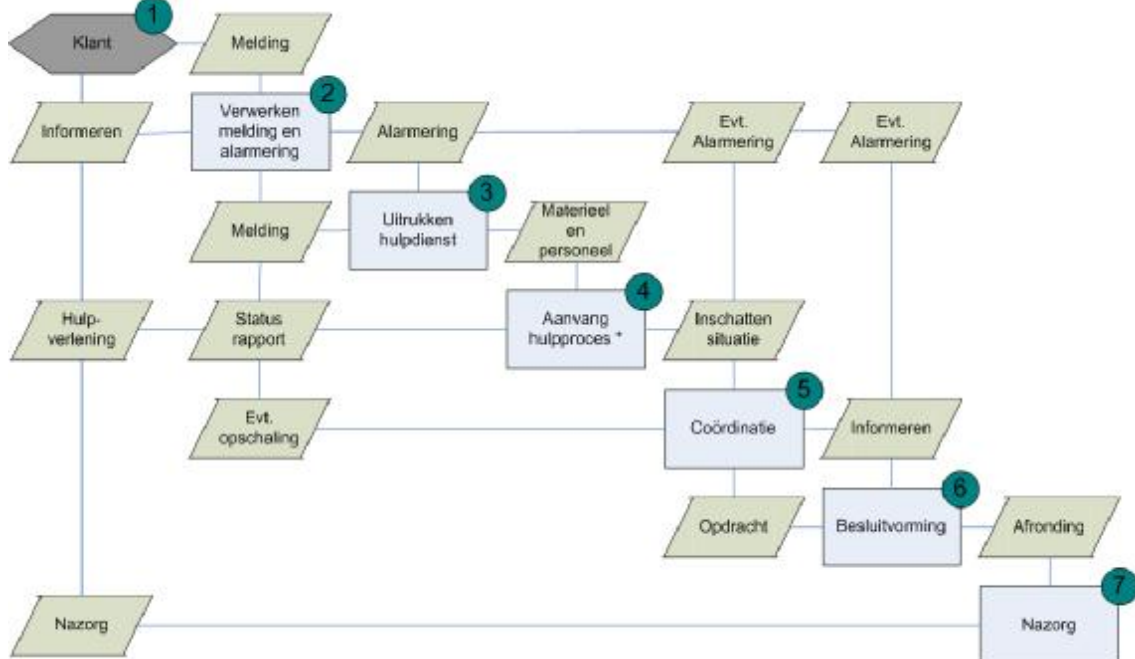 1
Klant
Melding
2
Informeren
Verwerken
melding en
alarmering
Alarmering
Evt.
Alarmering
Evt.
Alarmering
3
Melding
Uitrukken
hulpdienst
Materieel
en
personeel
4
Hulp-
verlening
Status
rapport
Aanvang
hulpproces *
Inschatten
situatie
5
Evt.
opschaling
Coördinatie
Informeren
6
Opdracht
Besluitvorming
Afronding
7
Nazorg
Nazorg